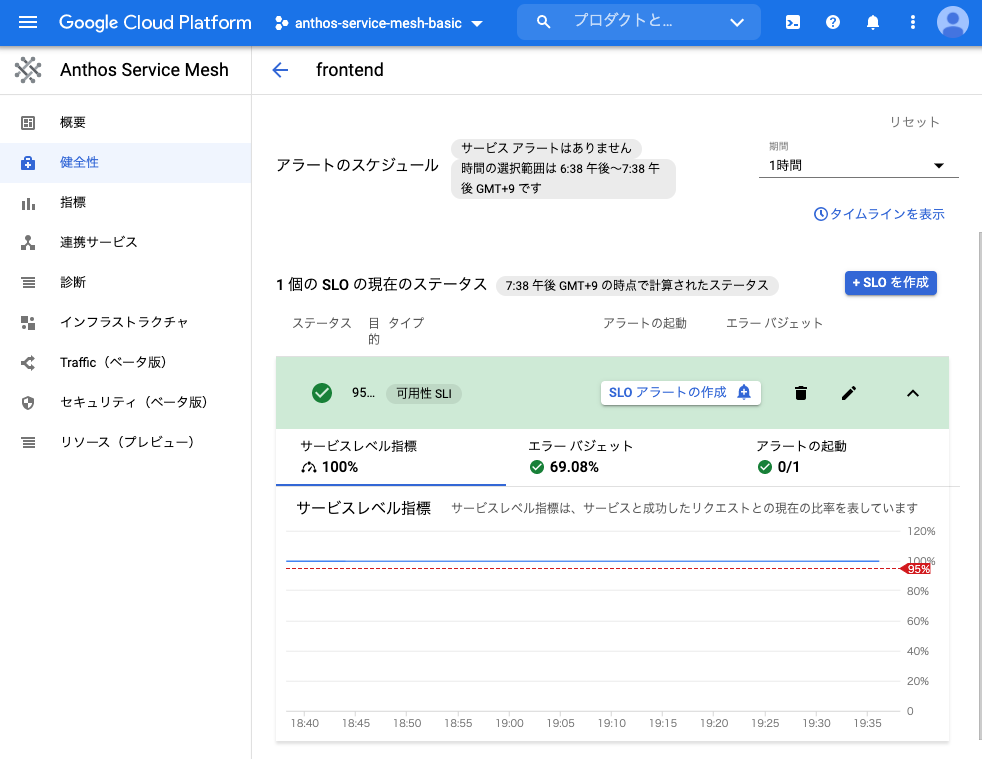 Google Cloud Platform
anthos-service-mesh-basic
プロダクトと...
Anthos Service Mesh
frontend
概要
健全性
指標
連携サービス
診断
インフラストラクチャ
Traffic（ベータ版）
セキュリティ（ベータ版）
リソース（プレビュー）
リセット
アラートのスケジュール
サービス アラートはありません
時間の選択範囲は 6:38 午後～7:38 午
後 GMT+9 です
期間
1時間
タイムラインを表示
1 個の SLO の現在のステータス
7:38 午後 GMT+9 の時点で計算されたステータス
+ SLO を作成
ステータス
目
的
タイプ
アラートの起動
エラー バジェット
95...
可用性 SLI
SLO アラートの作成
サービスレベル指標
100%
エラー バジェット
69.08%
アラートの起動
0/1
サービスレベル指標
サービスレベル指標は、サービスと成功したリクエストとの現在の比率を表しています
120%
100%
95%
80%
60%
40%
20%
0
18:40
18:45
18:50
18:55
19:00
19:05
19:10
19:15
19:20
19:25
19:30
19:35